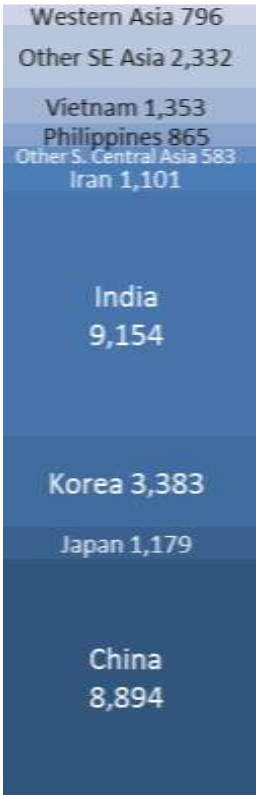 Western Asia 796
Other SE Asia 2,332
Vietnam 1,353
Philippines 865
Other S. Central Asia 583
Iran 1,101
India
9,154
Korea 3,383
Japan 1,179
China
8,894